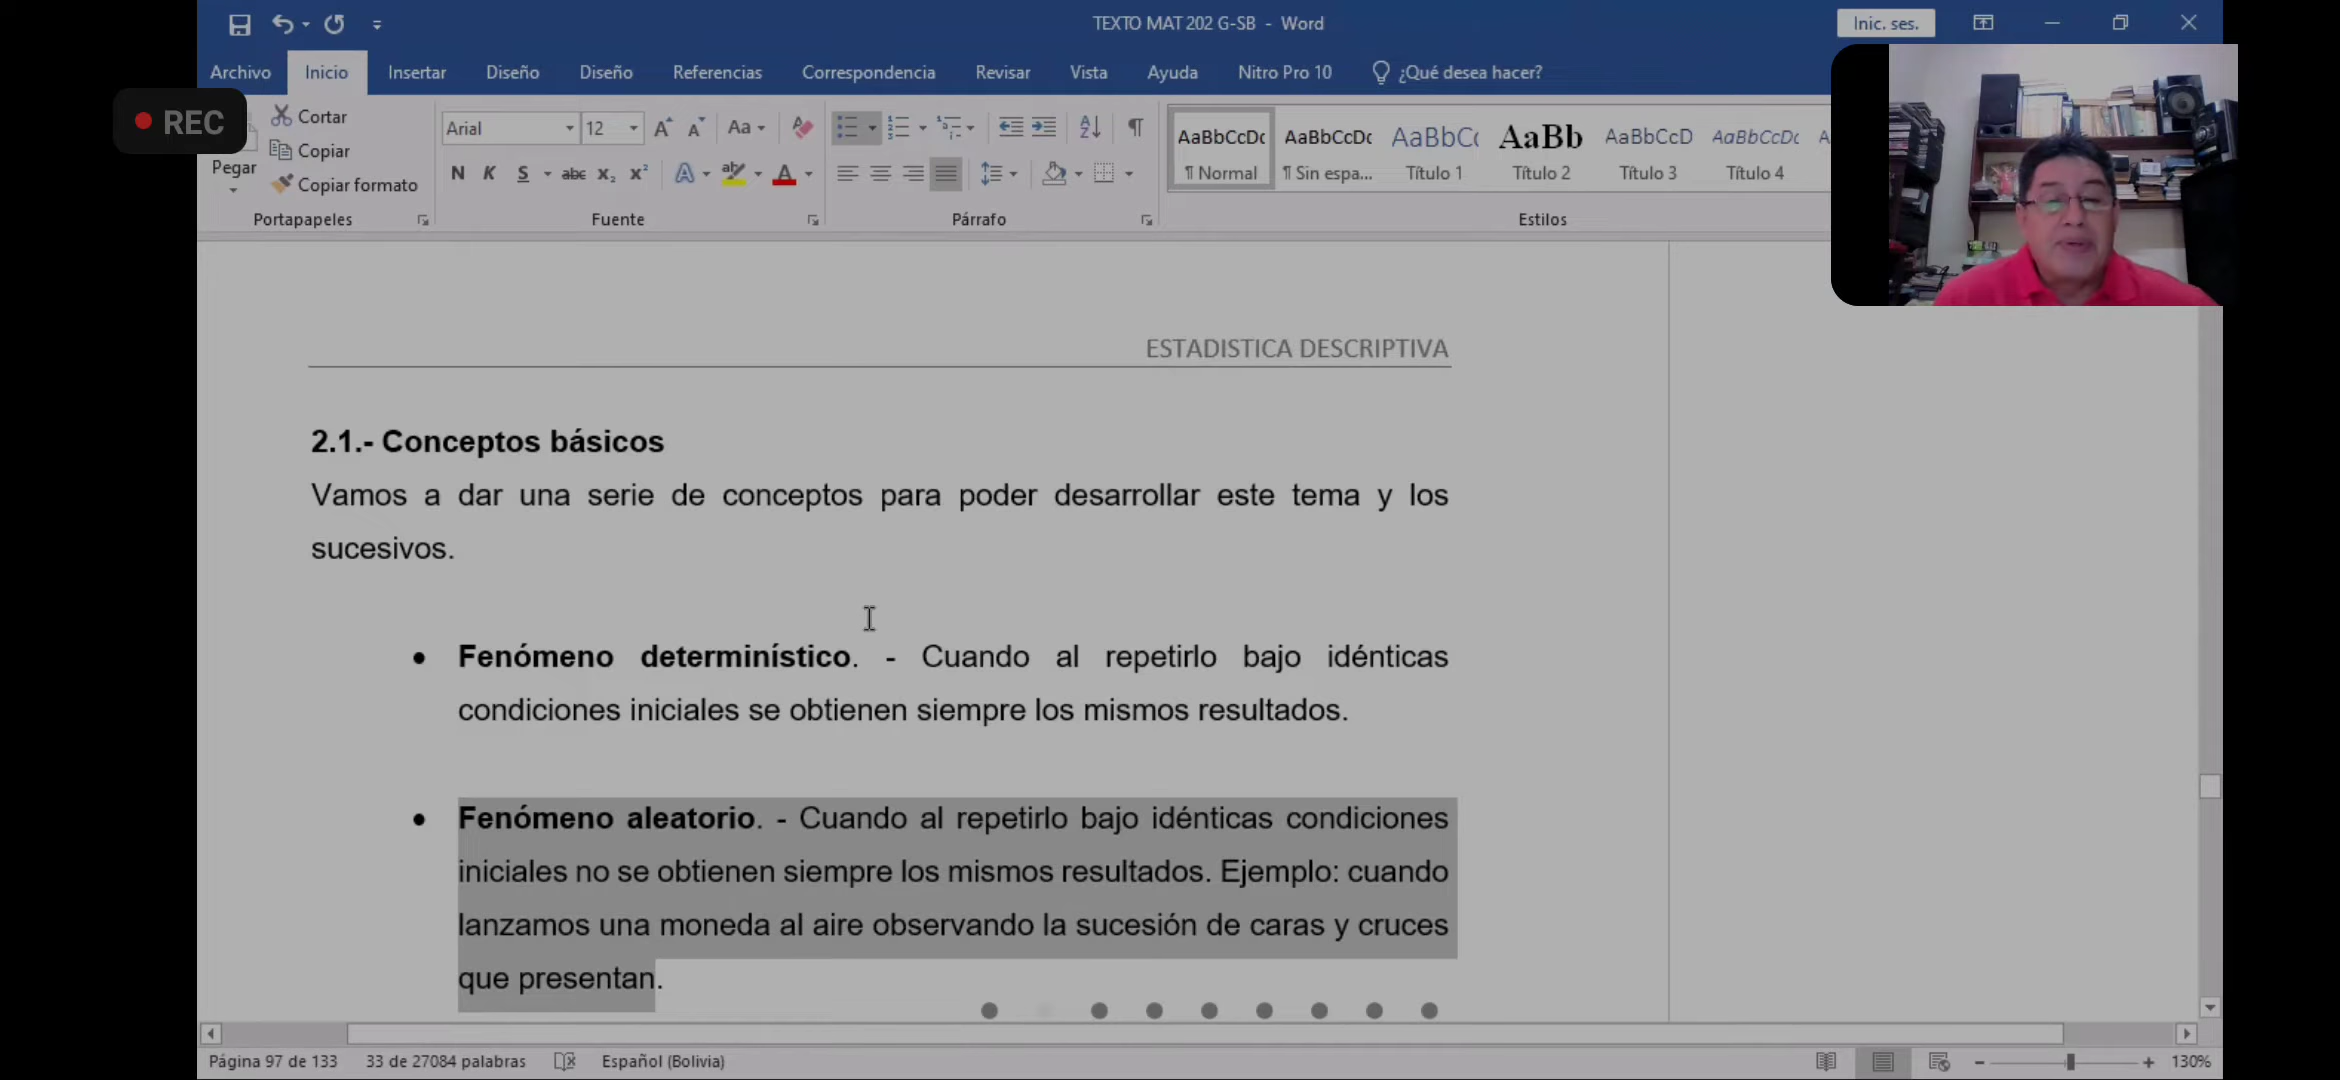 TEXTO MAT 202 G-SB - Word
Inic. ses.
Archivo Inicio Insertar Diseño Diseño Referencias Correspondencia Revisar Vista Ayuda Nitro Pro 10 ¿Qué desea hacer?
REC
Cortar
Copiar
Copiar formato
Pegar
Portapapeles
Arial 12
Aa
N K S abc x₂ x²
A A
Fuente
Párrafo
AaBbCcDc AaBbCcDc AaBbC( AaBb AaBbCcD AaBbCcDc
¶ Normal ¶ Sin espa... Título 1 Título 2 Título 3 Título 4
Estilos
ESTADISTICA DESCRIPTIVA
2.1.- Conceptos básicos
Vamos a dar una serie de conceptos para poder desarrollar este tema y los
sucesivos.
• Fenómeno determinístico. - Cuando al repetirlo bajo idénticas
condiciones iniciales se obtienen siempre los mismos resultados.
• Fenómeno aleatorio. - Cuando al repetirlo bajo idénticas condiciones
iniciales no se obtienen siempre los mismos resultados. Ejemplo: cuando
lanzamos una moneda al aire observando la sucesión de caras y cruces
que presentan.
Página 97 de 133 33 de 27084 palabras Español (Bolivia) 130%